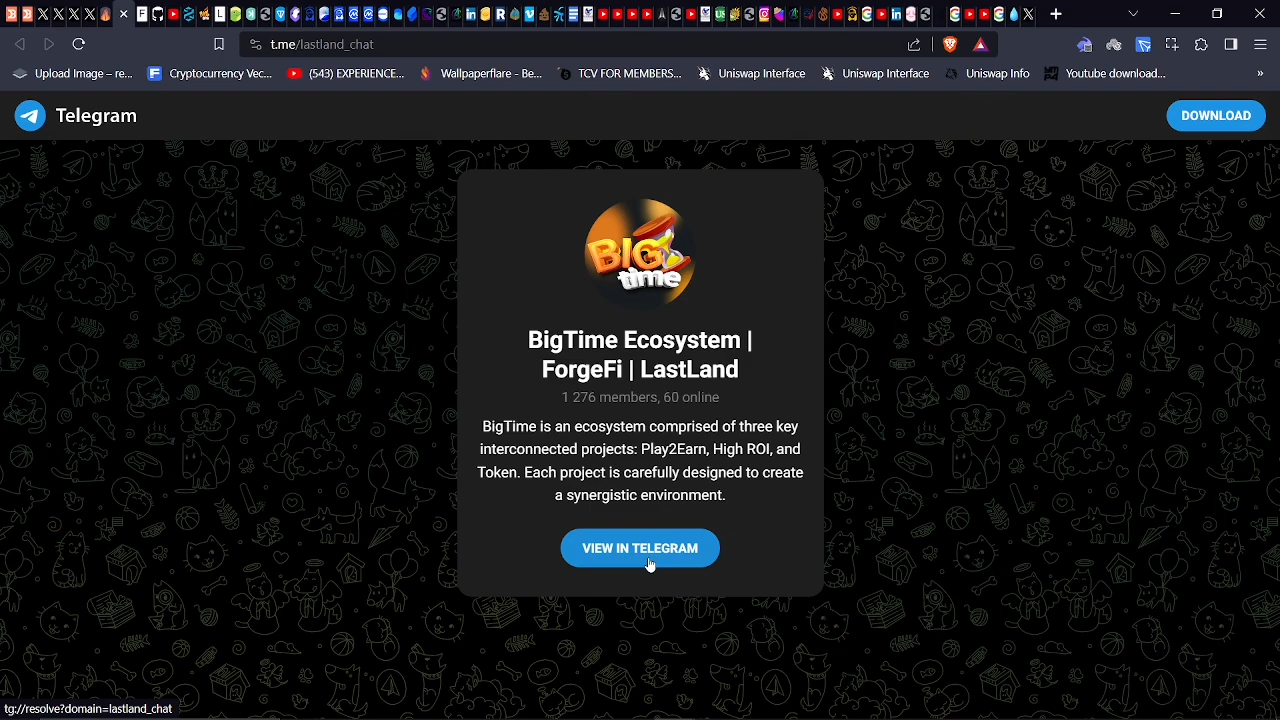 t.me/lastland_chat
Upload Image – re...
Cryptocurrency Vec...
(543) EXPERIENCE...
Wallpaperflare - Be...
TCV FOR MEMBERS...
Uniswap Interface
Uniswap Interface
Uniswap Info
Youtube download...
Telegram
DOWNLOAD
BIG
time
BigTime Ecosystem |
ForgeFi | LastLand
1 276 members, 60 online
BigTime is an ecosystem comprised of three key
interconnected projects: Play2Earn, High ROI, and
Token. Each project is carefully designed to create
a synergistic environment.
VIEW IN TELEGRAM
tg://resolve?domain=lastland_chat